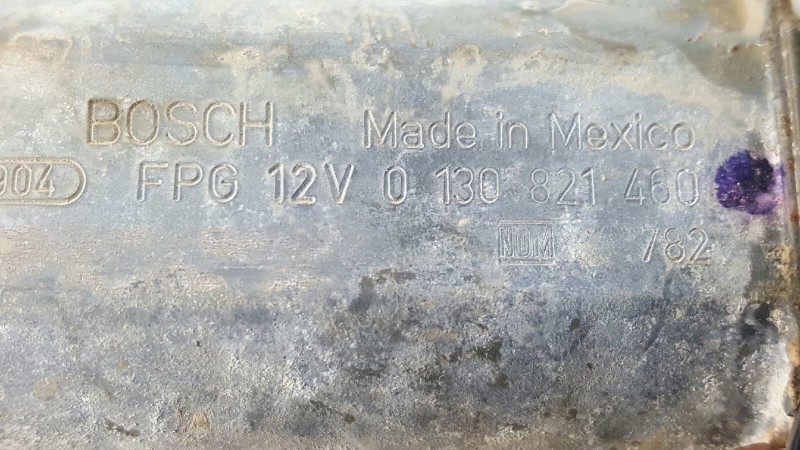 BOSCH Made in Mexico
904 FPG 12V 0 130 821 460
NOM 782